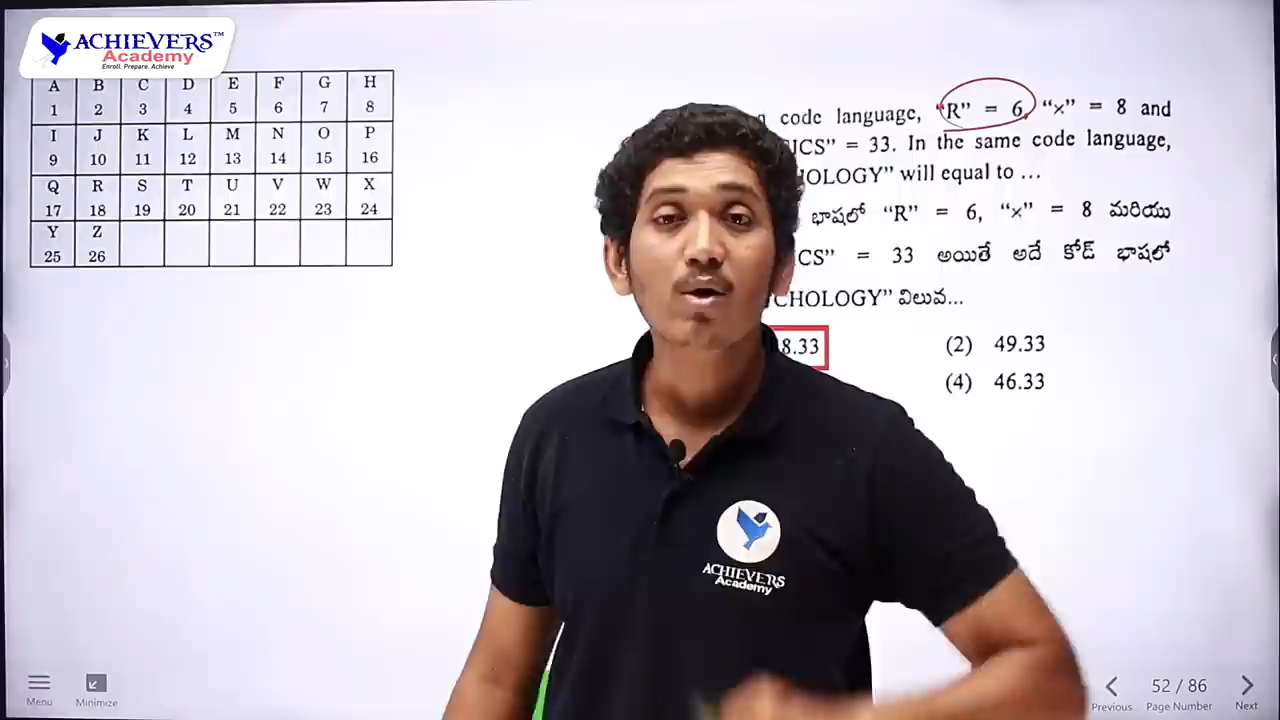 ACHIEVERS™
Academy
Enroll. Prepare. Achieve
A B C D E F G H
1 2 3 4 5 6 7 8
I J K L M N O P
9 10 11 12 13 14 15 16
Q R S T U V W X
17 18 19 20 21 22 23 24
Y Z
25 26
code language, “R” = 6, “×” = 8 and
= 33. In the same code language,
will equal to ...
భాషలో “R” = 6, “×” = 8 మరియు
CS” = 33 అయితే అదే కోడ్ భాషలో
CHOLOGY” విలువ...
8.33 (2) 49.33
(4) 46.33
ACHIEVERS
Academy
Menu Minimize
52 / 86
Previous Page Number Next